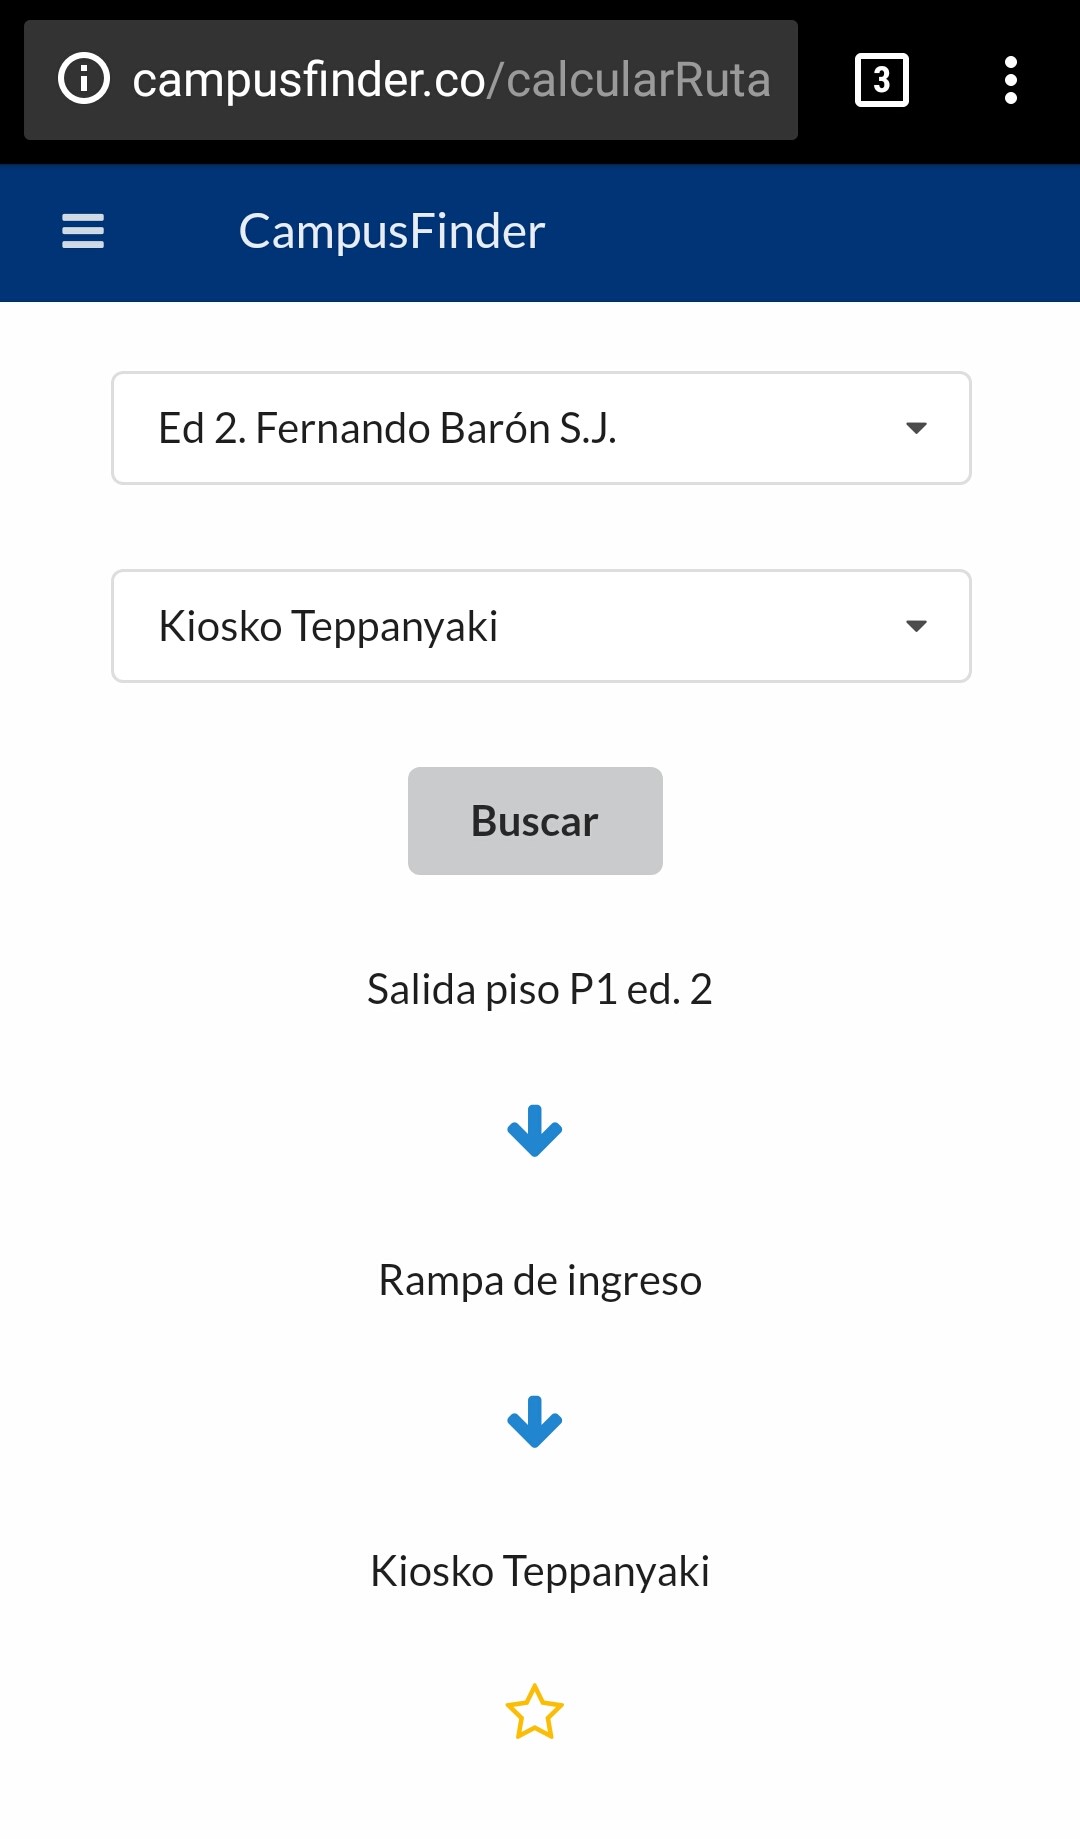 campusfinder.co/calcularRuta
3
CampusFinder
Ed 2. Fernando Barón S.J.
Kiosko Teppanyaki
Buscar
Salida piso P1 ed. 2
Rampa de ingreso
Kiosko Teppanyaki